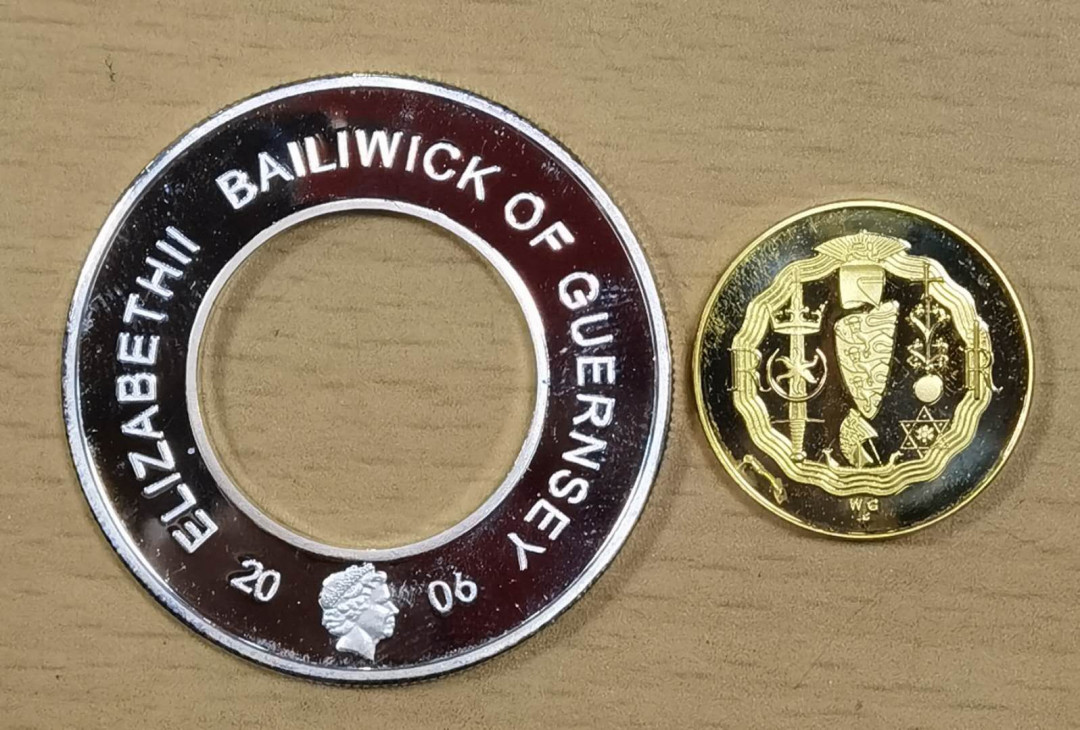 ELIZABETH II BAILIWICK OF GUERNSEY
20 06
R R
WG